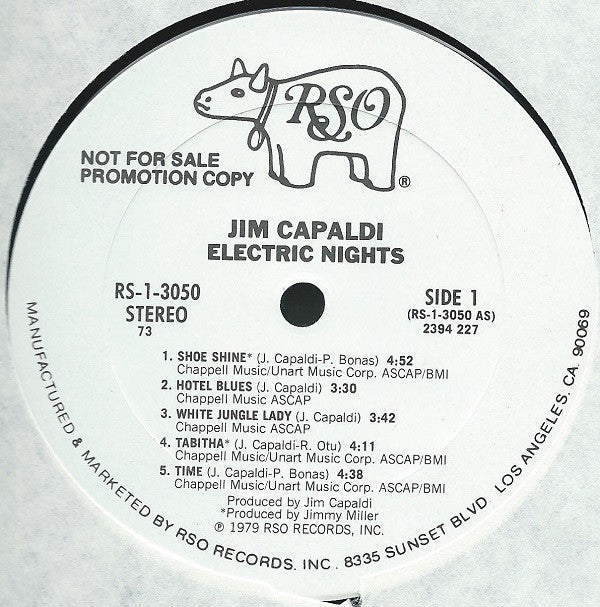 RSO
®
NOT FOR SALE
PROMOTION COPY
JIM CAPALDI
ELECTRIC NIGHTS
RS-1-3050
STEREO
73
SIDE 1
(RS-1-3050 AS)
2394 227
1. SHOE SHINE* (J. Capaldi-P. Bonas) 4:52
Chappell Music/Unart Music Corp. ASCAP/BMI
2. HOTEL BLUES (J. Capaldi) 3:30
Chappell Music ASCAP
3. WHITE JUNGLE LADY (J. Capaldi) 3:42
Chappell Music ASCAP
4. TABITHA* (J. Capaldi-R. Otu) 4:11
Chappell Music/Unart Music Corp. ASCAP/BMI
5. TIME (J. Capaldi-P. Bonas) 4:38
Chappell Music/Unart Music Corp. ASCAP/BMI
Produced by Jim Capaldi
*Produced by Jimmy Miller
℗ 1979 RSO RECORDS, INC.
MANUFACTURED & MARKETED BY RSO RECORDS, INC. 8335 SUNSET BLVD LOS ANGELES, CA. 90069